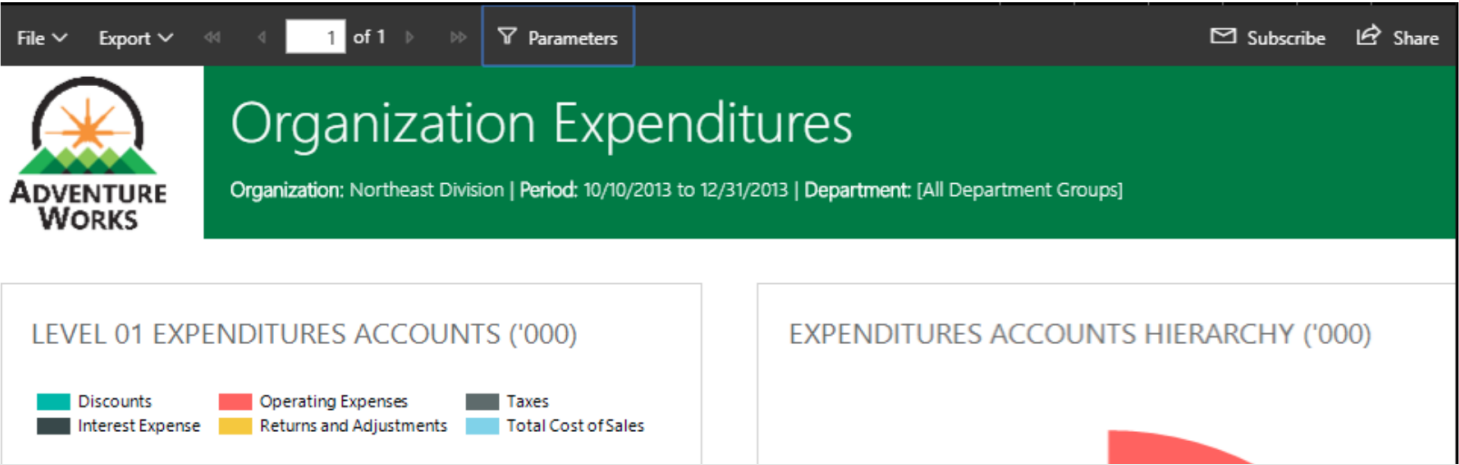 File Export 1 of 1 Parameters Subscribe Share
ADVENTURE
WORKS
Organization Expenditures
Organization: Northeast Division | Period: 10/10/2013 to 12/31/2013 | Department: [All Department Groups]
LEVEL 01 EXPENDITURES ACCOUNTS ('000)
Discounts Operating Expenses Taxes
Interest Expense Returns and Adjustments Total Cost of Sales
EXPENDITURES ACCOUNTS HIERARCHY ('000)